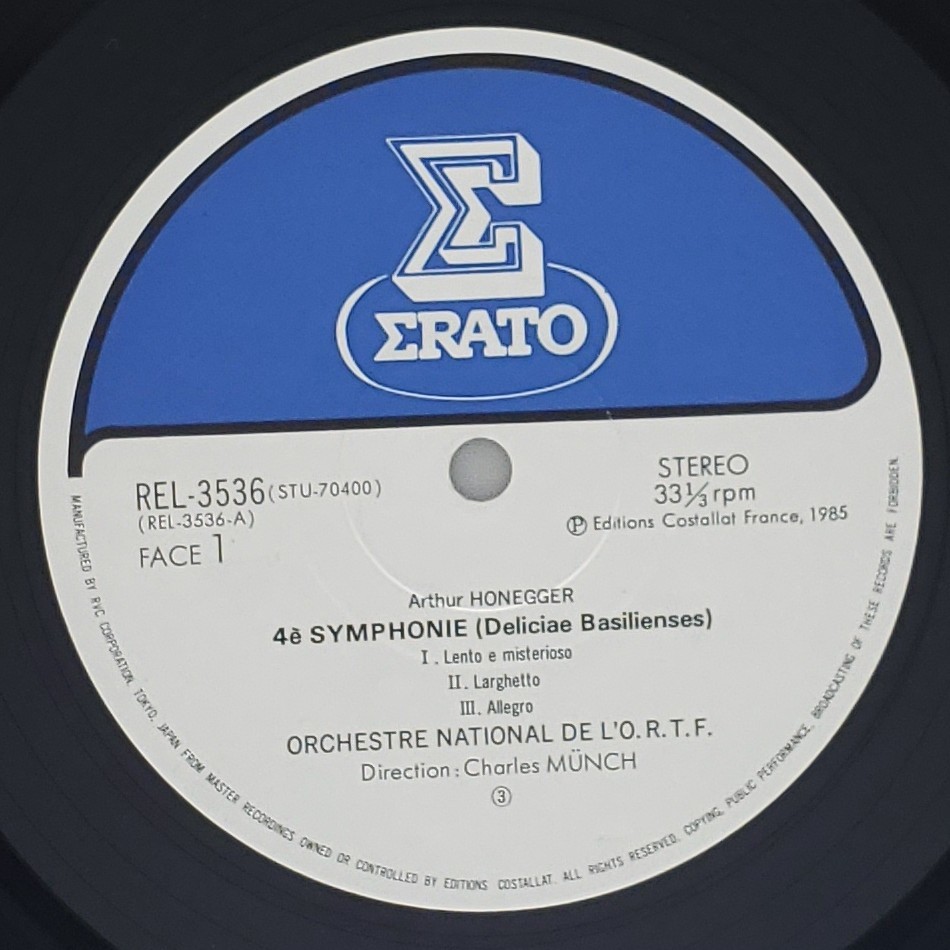 Σ
ΣRATO
REL-3536 (STU-70400)
(REL-3536-A)
FACE 1
STEREO
33⅓ rpm
Ⓟ Editions Costallat France, 1985
Arthur HONEGGER
4è SYMPHONIE (Deliciae Basilienses)
I. Lento e misterioso
II. Larghetto
III. Allegro
ORCHESTRE NATIONAL DE L'O.R.T.F.
Direction: Charles MÜNCH
③
MANUFACTURED BY RVC CORPORATION, TOKYO, JAPAN FROM MASTER RECORDINGS OWNED OR CONTROLLED BY EDITIONS COSTALLAT. ALL RIGHTS RESERVED. COPYING, PUBLIC PERFORMANCE, BROADCASTING OF THESE RECORDS ARE FORBIDDEN.